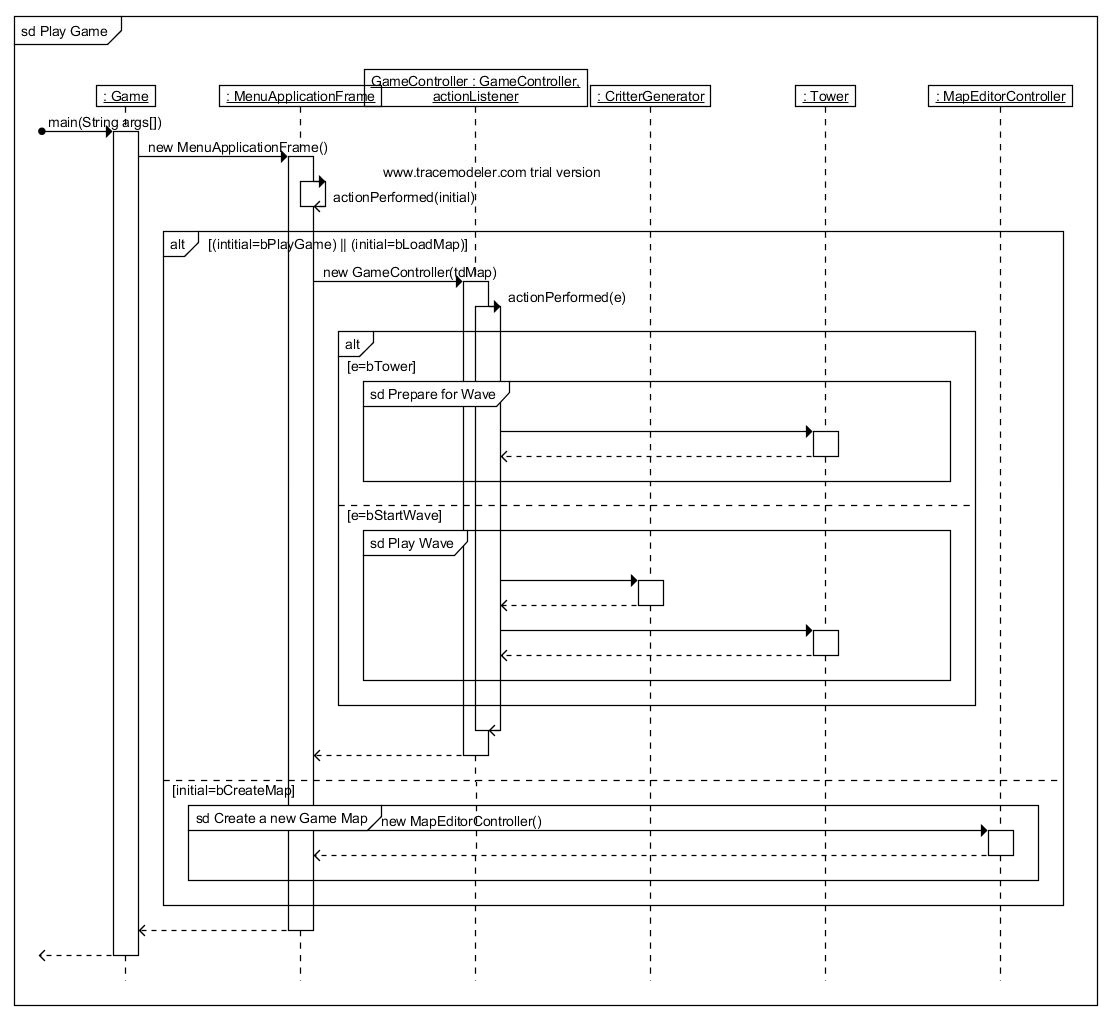 sd Play Game
GameController : GameController,
actionListener
: Game
: MenuApplicationFrame
: CritterGenerator
: Tower
: MapEditorController
main(String args[])
new MenuApplicationFrame()
www.tracemodeler.com trial version
actionPerformed(initial)
alt
[(intitial=bPlayGame) || (initial=bLoadMap)]
new GameController(tdMap)
actionPerformed(e)
alt
[e=bTower]
sd Prepare for Wave
[e=bStartWave]
sd Play Wave
[initial=bCreateMap]
sd Create a new Game Map
new MapEditorController()